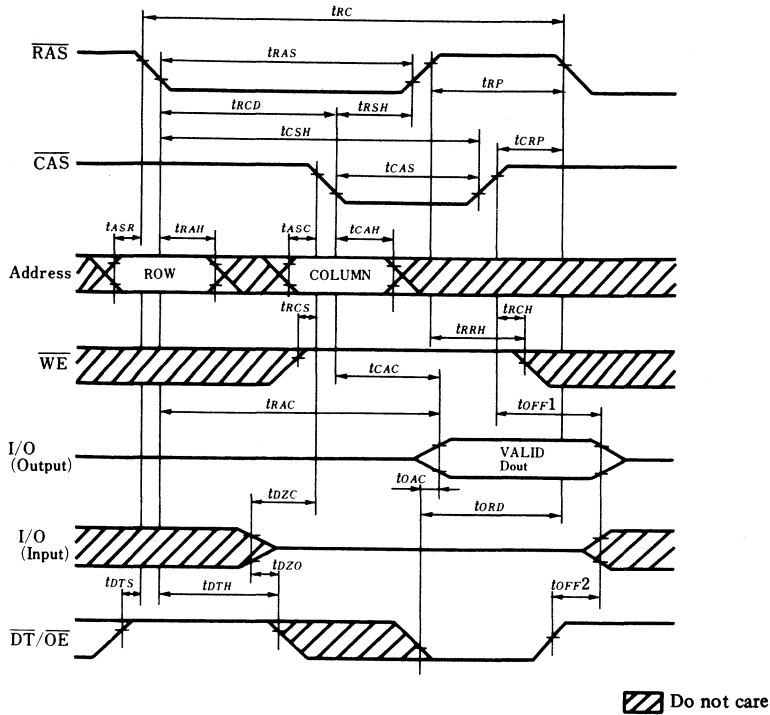 tRC
RAS
tRAS
tRP
tRCD
tRSH
tCSH
tCRP
CAS
tCAS
tASR
tRAH
tASC
tCAH
Address
ROW
COLUMN
tRCS
tRCH
tRRH
WE
tCAC
tRAC
tOFF1
I/O
(Output)
VALID
Dout
tOAC
tDZC
tORD
I/O
(Input)
tDZO
tDTS
tDTH
tOFF2
DT/OE
Do not care